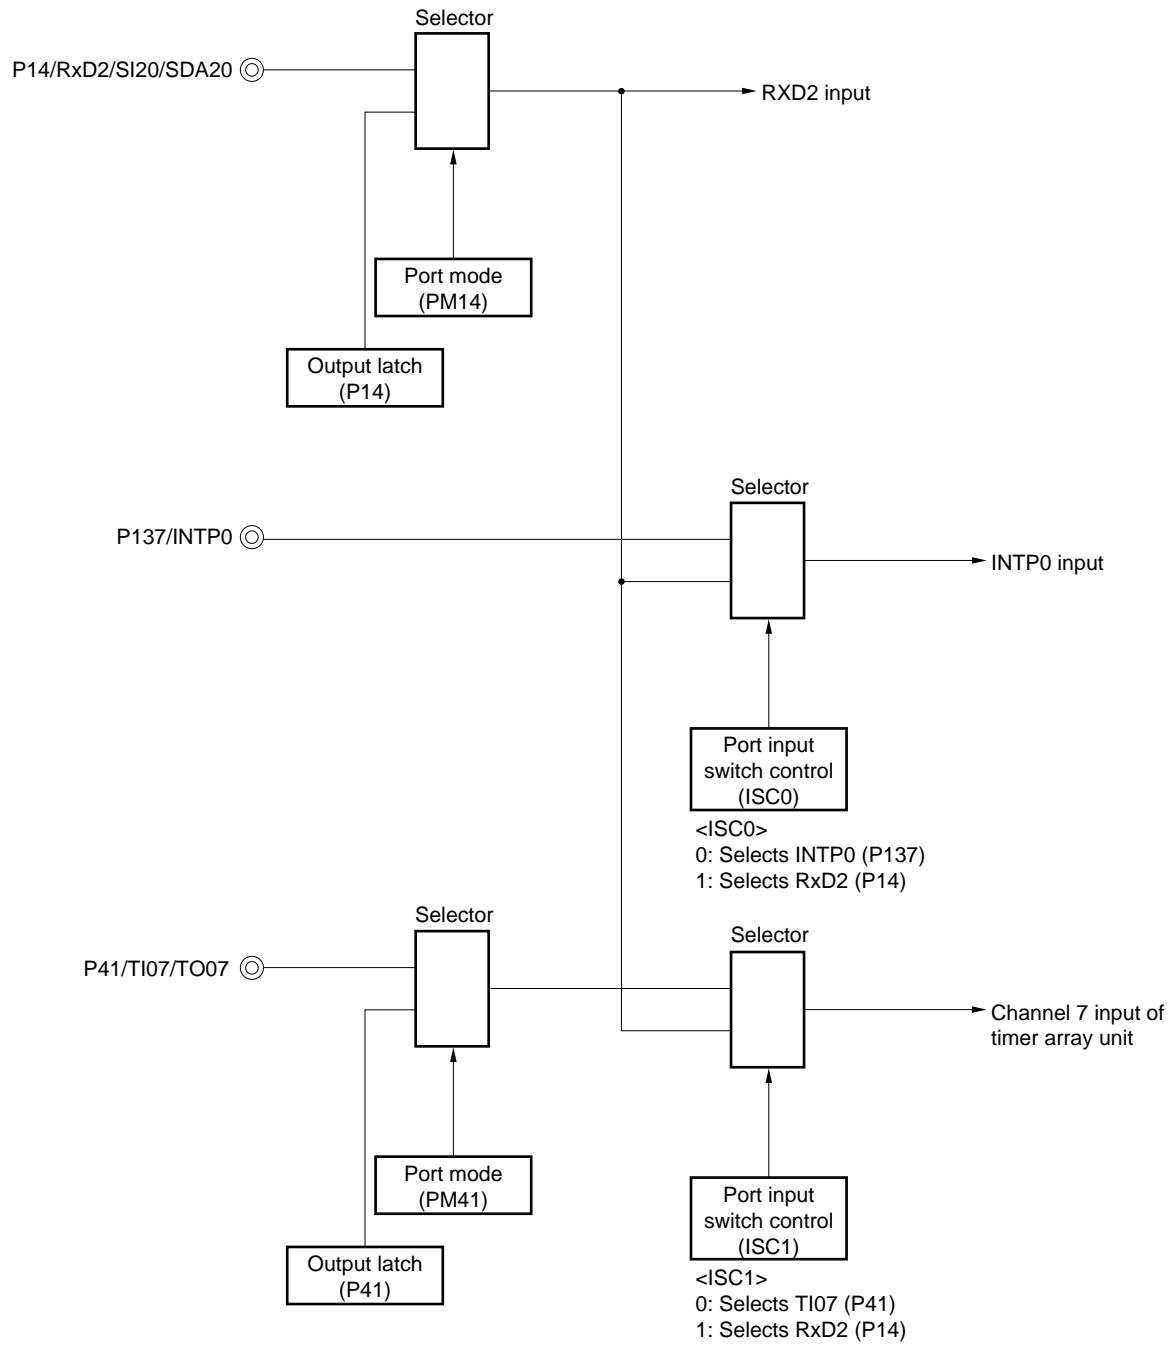 Selector
P14/RxD2/SI20/SDA20
RXD2 input
Port mode
(PM14)
Output latch
(P14)
Selector
P137/INTP0
INTP0 input
Port input
switch control
(ISC0)
<ISC0>
0: Selects INTP0 (P137)
1: Selects RxD2 (P14)
Selector
Selector
P41/TI07/TO07
Channel 7 input of
timer array unit
Port mode
(PM41)
Port input
switch control
(ISC1)
Output latch
(P41)
<ISC1>
0: Selects TI07 (P41)
1: Selects RxD2 (P14)